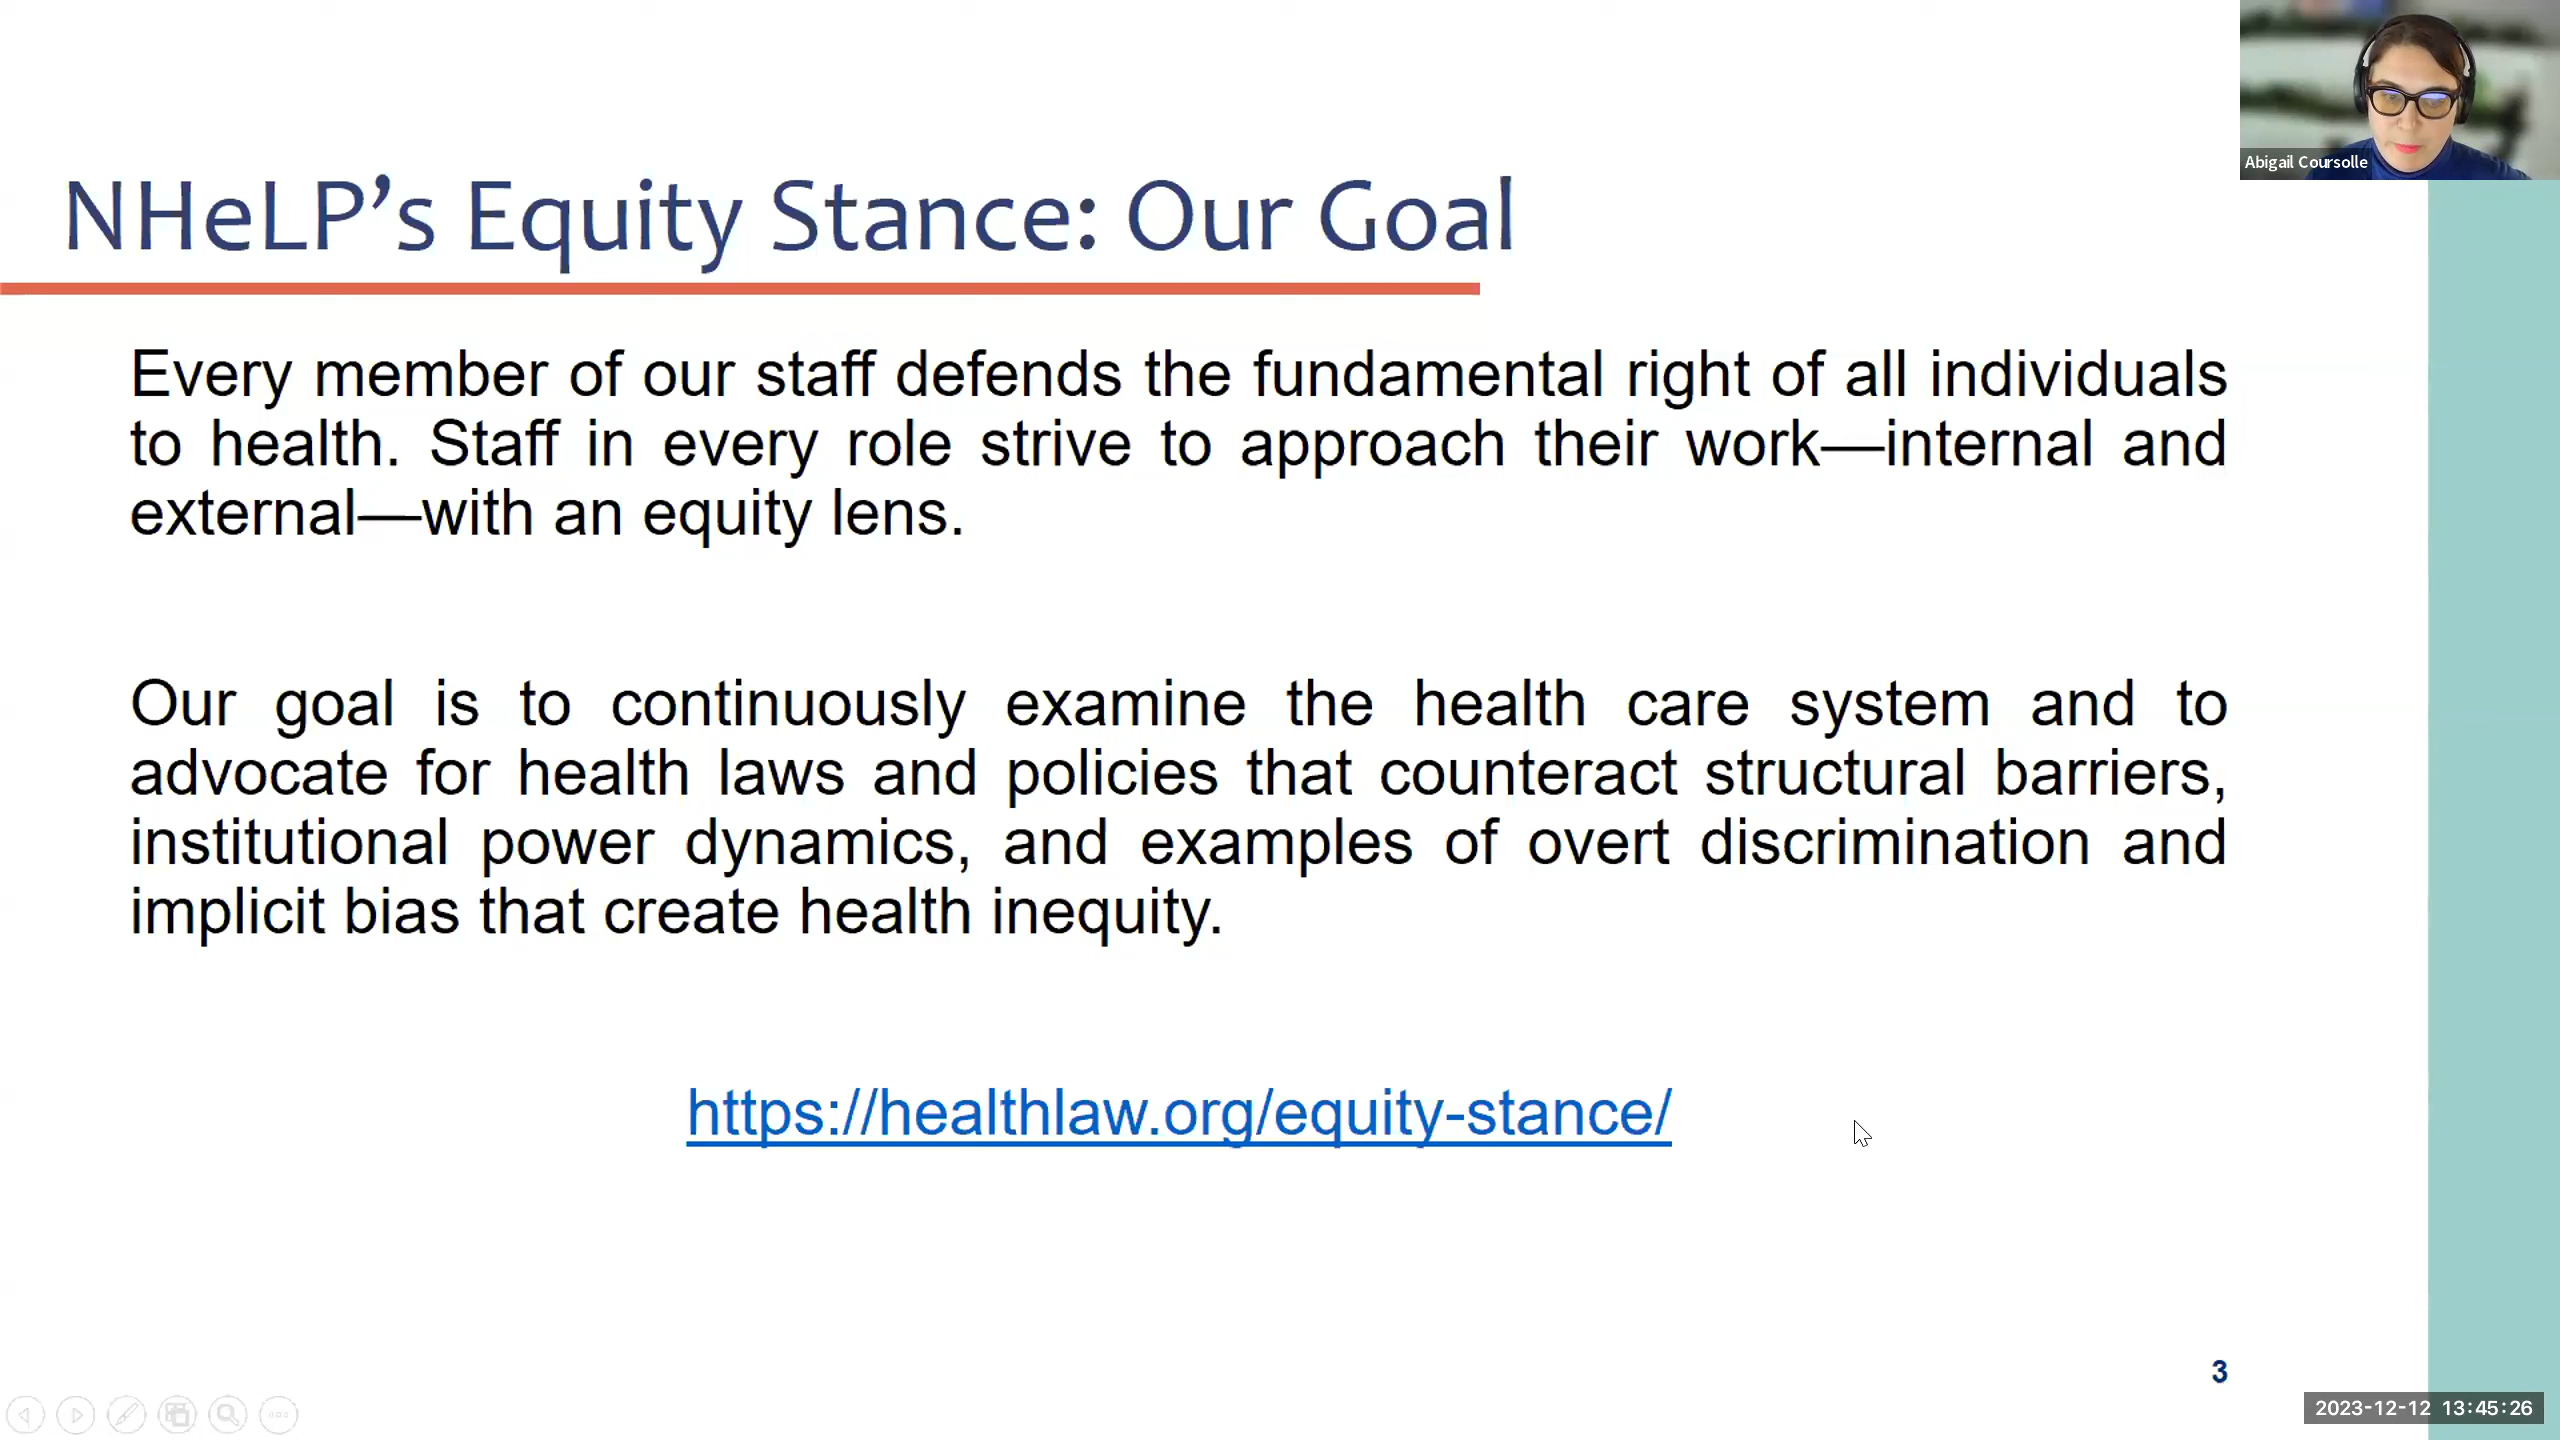 Abigail Coursolle
NHeLP’s Equity Stance: Our Goal
Every member of our staff defends the fundamental right of all individuals
to health. Staff in every role strive to approach their work—internal and
external—with an equity lens.
Our goal is to continuously examine the health care system and to
advocate for health laws and policies that counteract structural barriers,
institutional power dynamics, and examples of overt discrimination and
implicit bias that create health inequity.
https://healthlaw.org/equity-stance/
3
2023-12-12 13:45:26